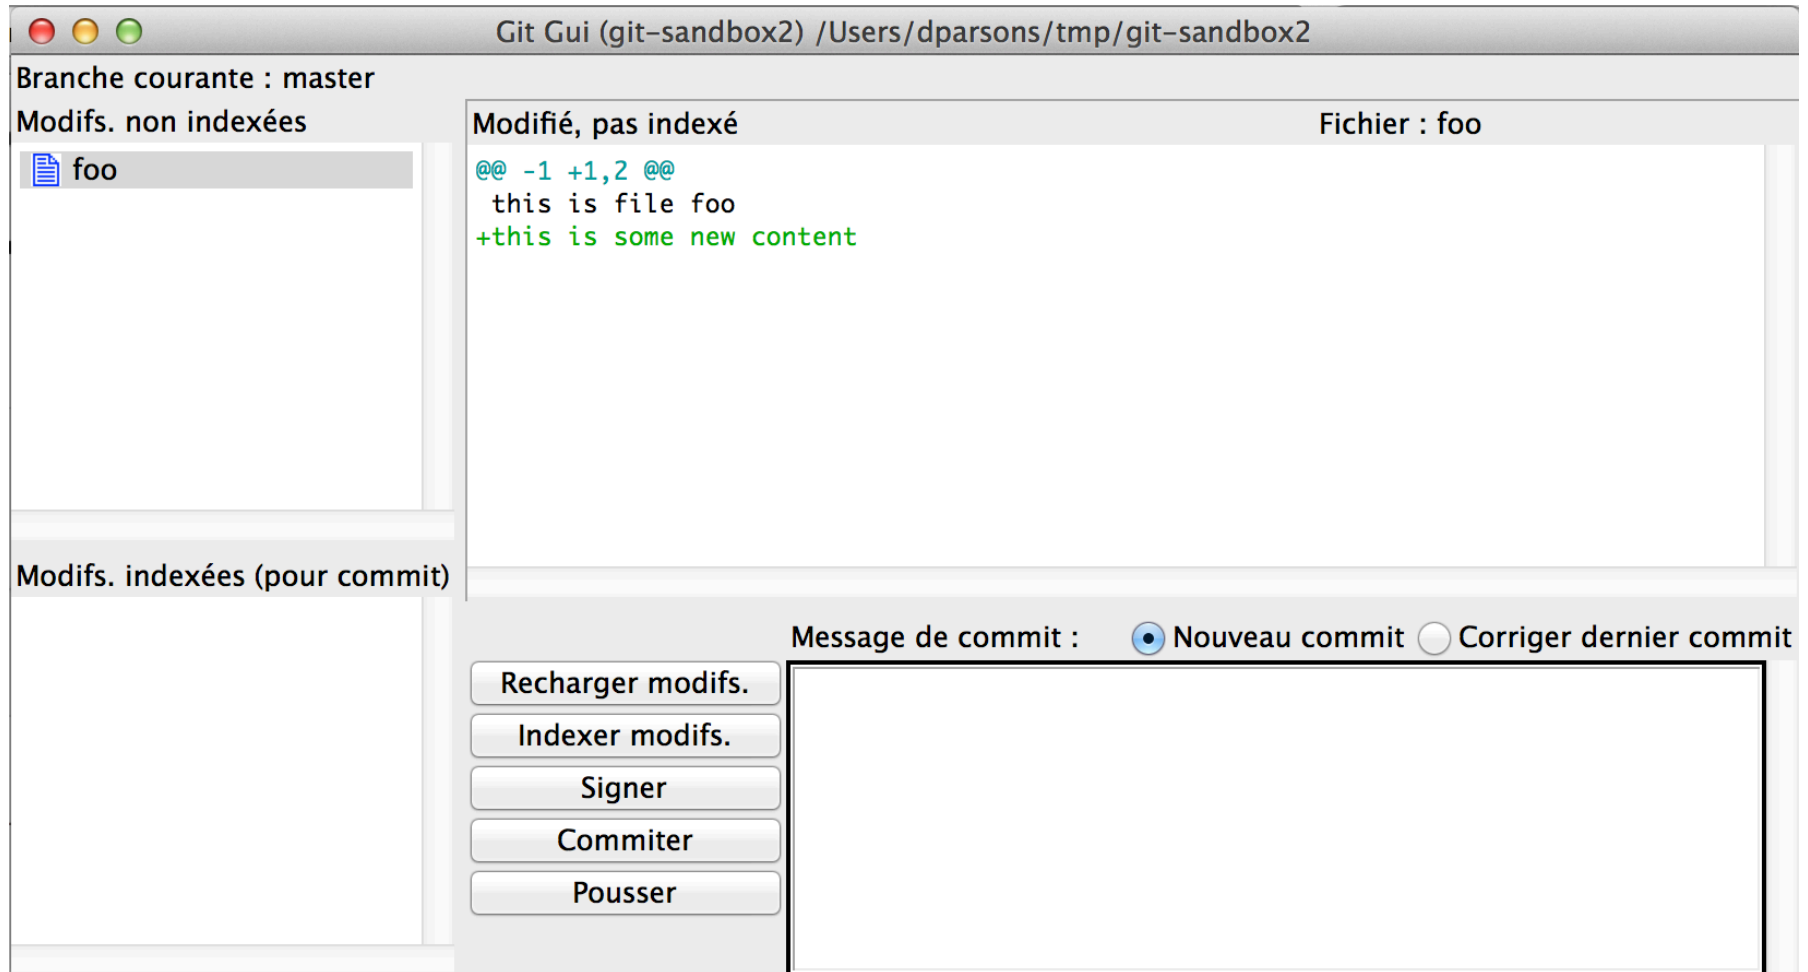 Git Gui (git-sandbox2) /Users/dparsons/tmp/git-sandbox2
Branche courante : master
Modifs. non indexées
foo
Modifié, pas indexé
Fichier : foo
@@ -1 +1,2 @@
this is file foo
+this is some new content
Modifs. indexées (pour commit)
Message de commit :
Nouveau commit
Corriger dernier commit
Recharger modifs.
Indexer modifs.
Signer
Commiter
Pousser